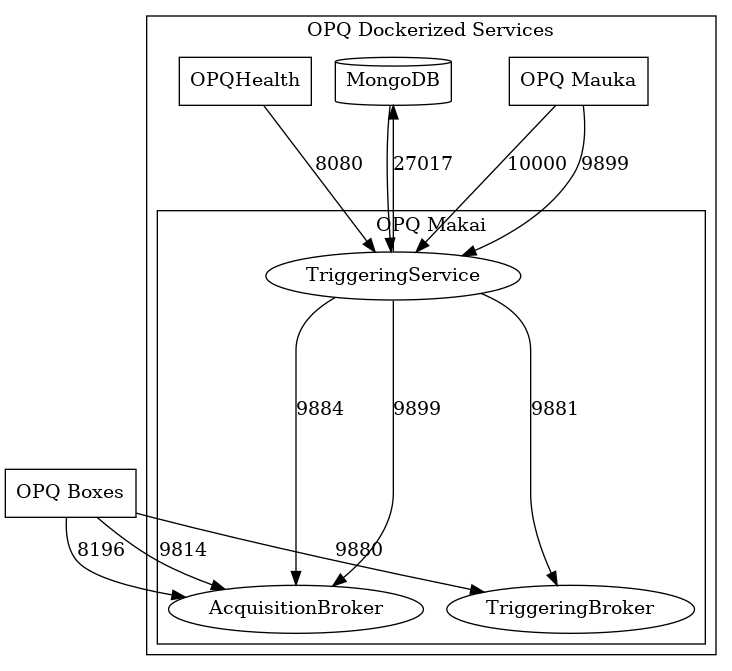 OPQ Dockerized Services
OPQHealth
MongoDB
OPQ Mauka
8080
27017
10000
9899
OPQ Makai
TriggeringService
9884
9899
9881
OPQ Boxes
8196
9814
9880
AcquisitionBroker
TriggeringBroker